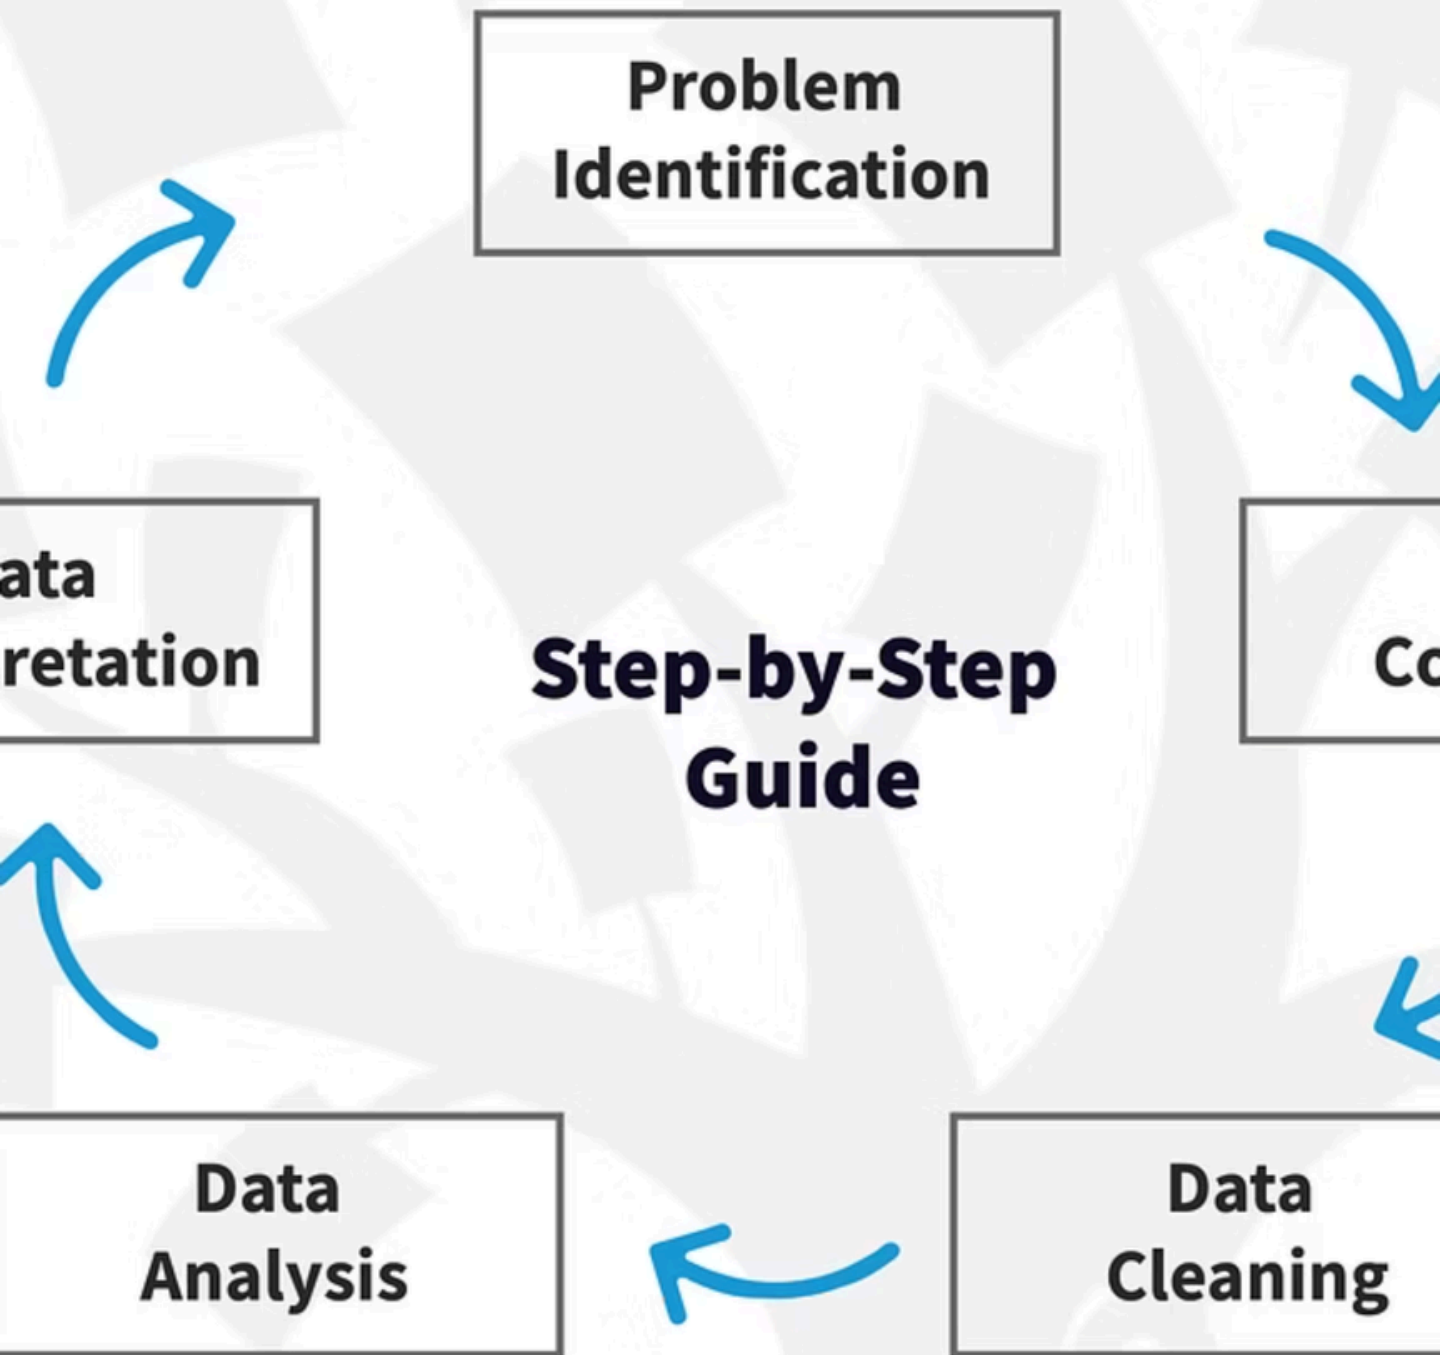 Problem
Identification
ata
retation
Co
Step-by-Step
Guide
Data
Analysis
Data
Cleaning